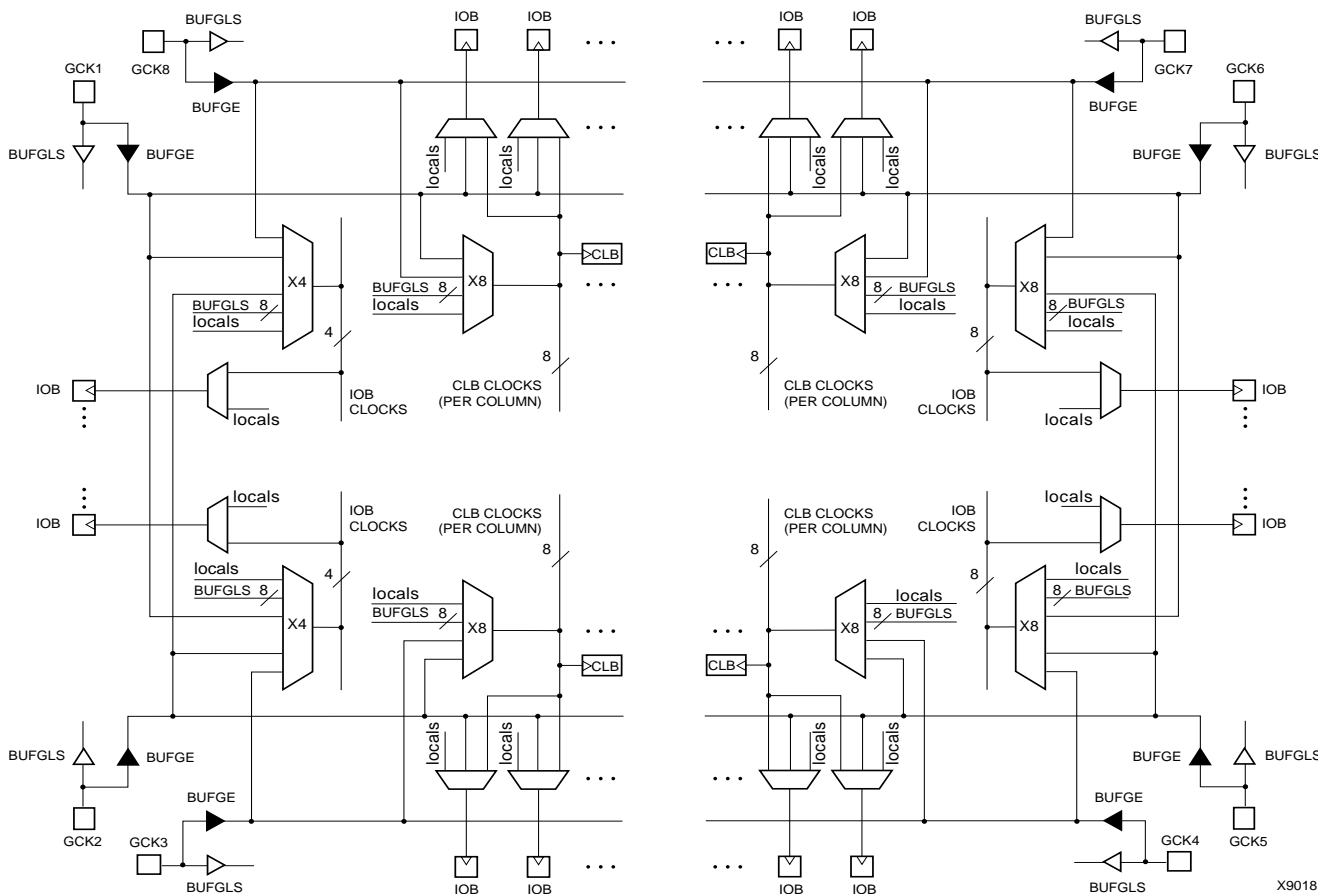 BUFGLS
IOB
IOB
IOB
IOB
BUFGLS
GCK8
GCK7
GCK1
BUFGE
BUFGE
GCK6
BUFGLS
BUFGE
BUFGE
BUFGLS
locals
locals
locals
locals
X4
X8
CLB
CLB
X8
X8
BUFGLS 8
locals
BUFGLS 8
locals
8 BUFGLS
locals
8 BUFGLS
locals
4
8
8
8
IOB
IOB
CLOCKS
CLB CLOCKS
(PER COLUMN)
CLB CLOCKS
(PER COLUMN)
IOB
CLOCKS
IOB
locals
locals
IOB
locals
IOB
CLOCKS
CLB CLOCKS
(PER COLUMN)
CLB CLOCKS
(PER COLUMN)
IOB
CLOCKS
locals
IOB
4
8
8
8
locals
BUFGLS 8
locals
BUFGLS 8
locals
8 BUFGLS
locals
8 BUFGLS
X4
X8
X8
X8
CLB
CLB
locals
locals
locals
locals
BUFGLS
BUFGE
BUFGE
BUFGLS
GCK2
BUFGE
BUFGE
GCK5
GCK3
GCK4
BUFGLS
IOB
IOB
IOB
IOB
BUFGLS
X9018